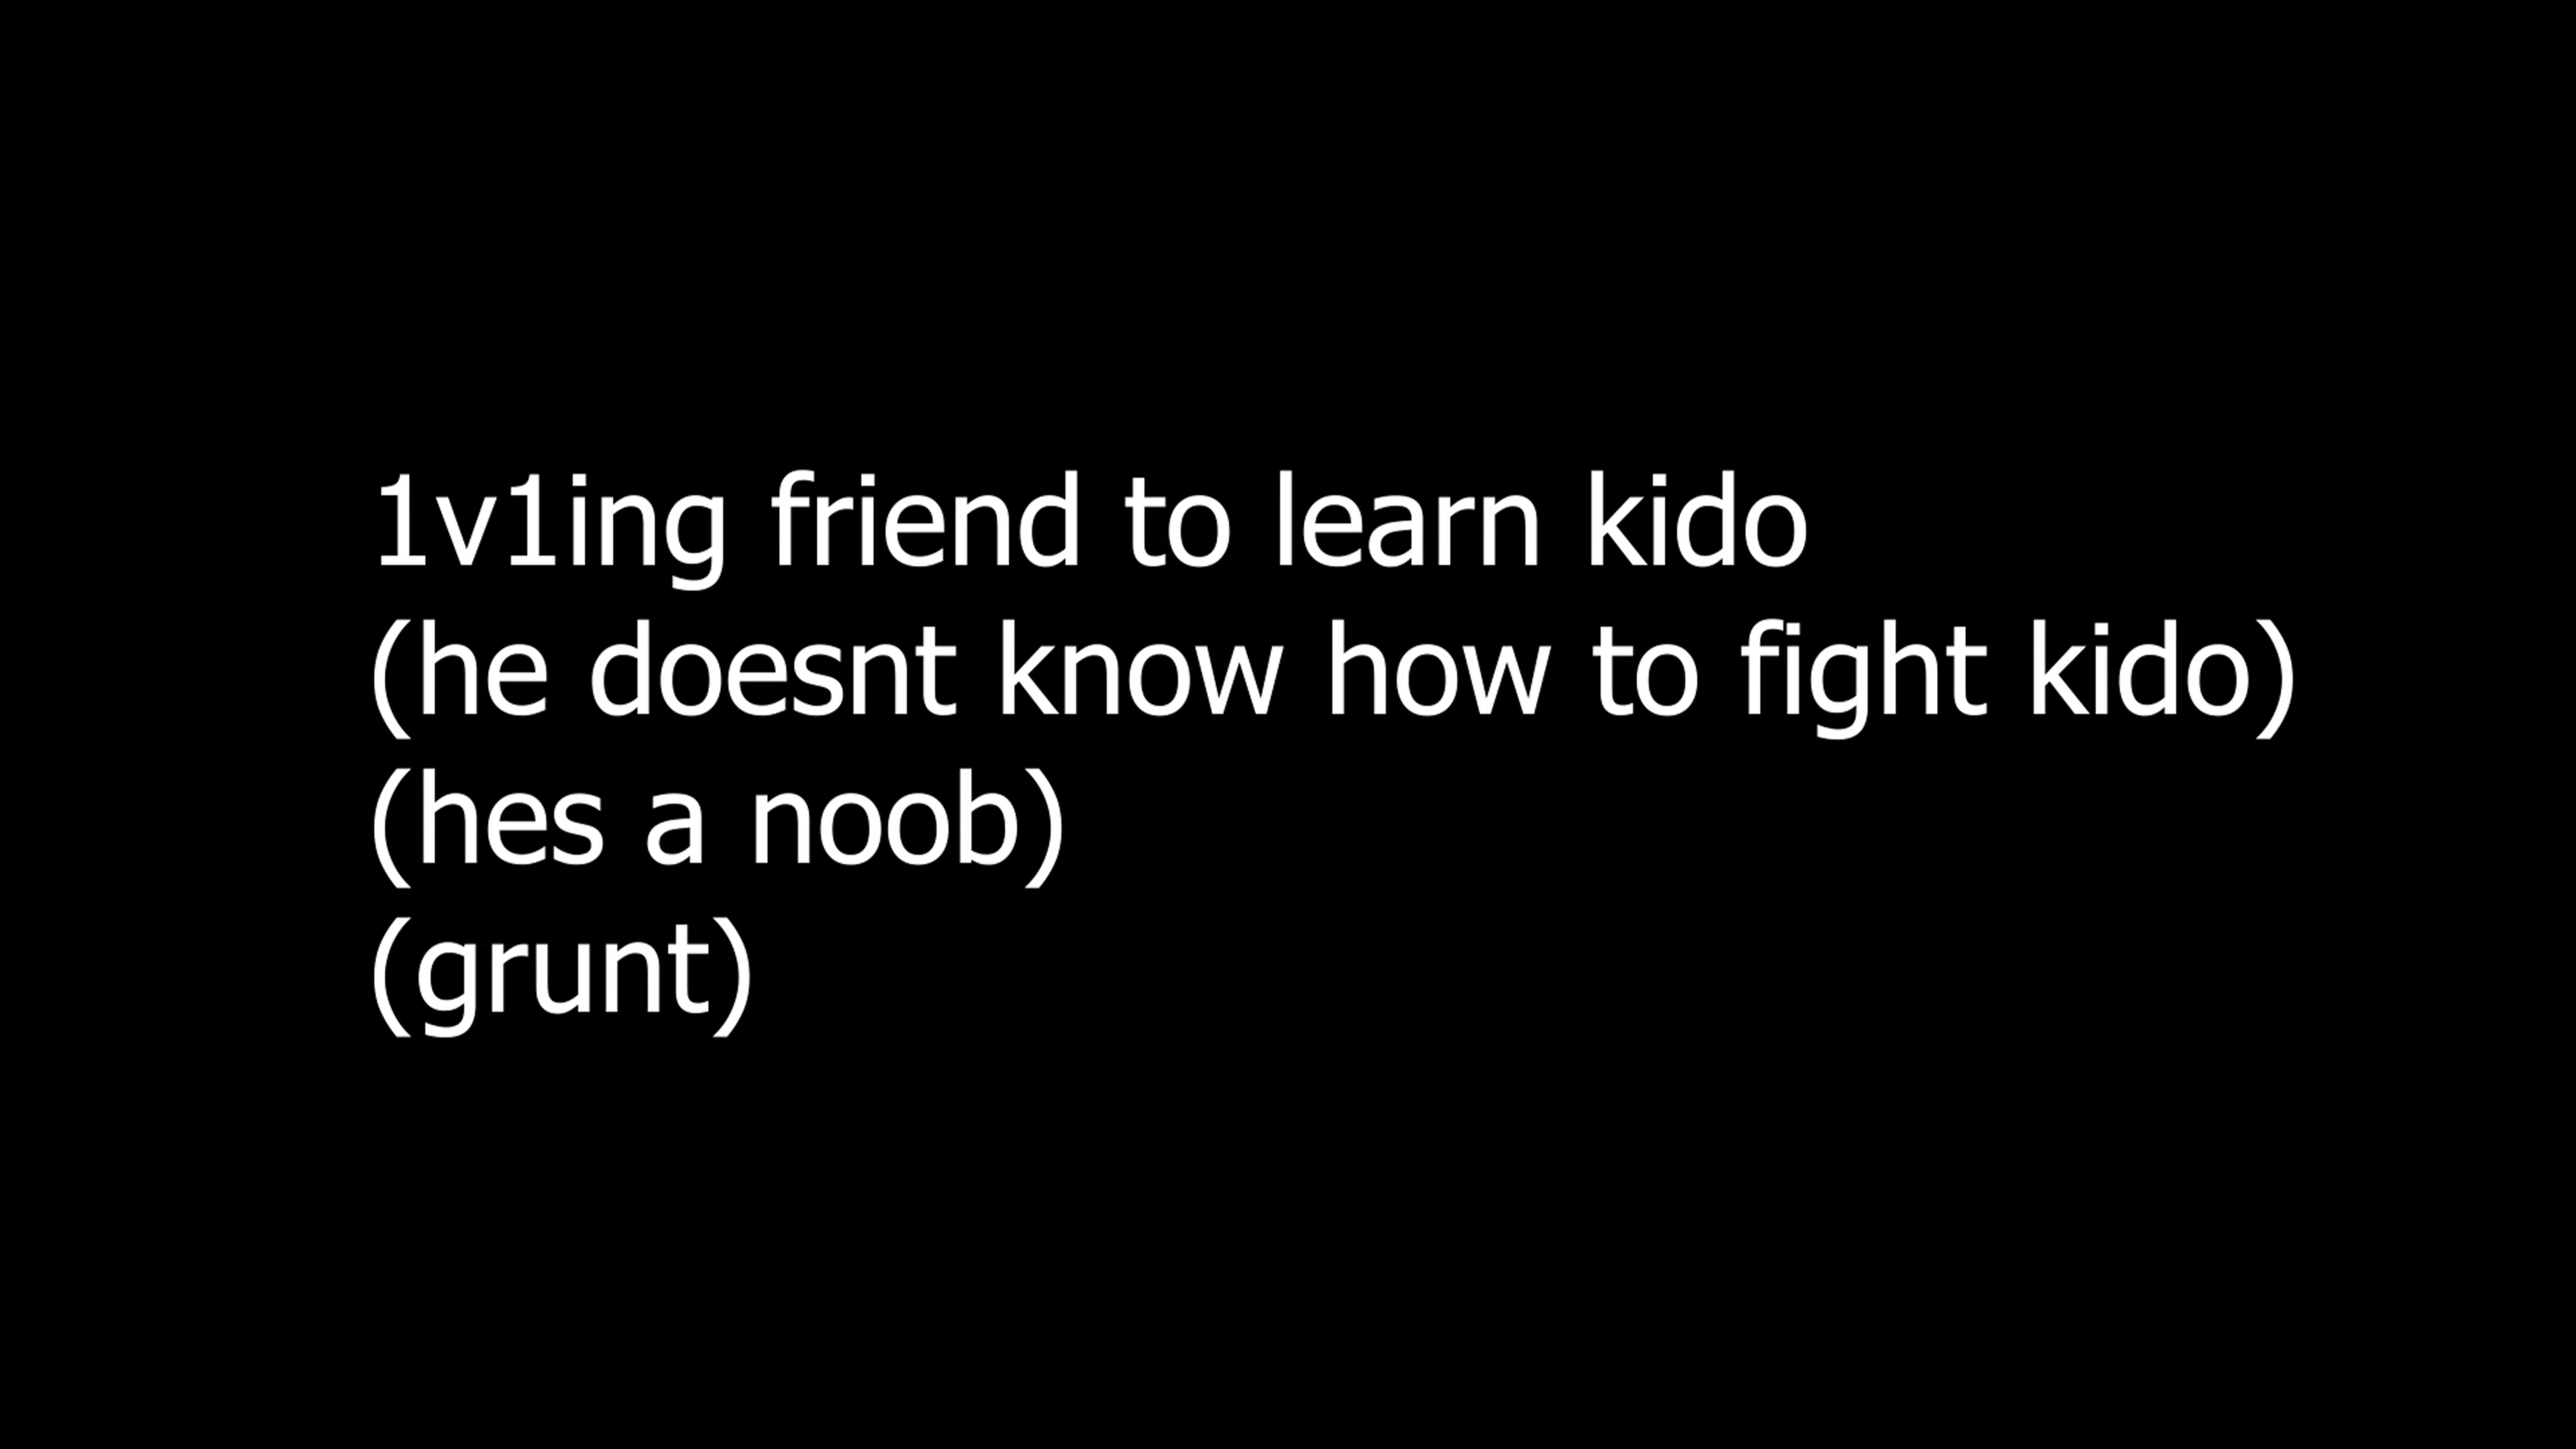 1v1ing friend to learn kido
(he doesnt know how to fight kido)
(hes a noob)
(grunt)